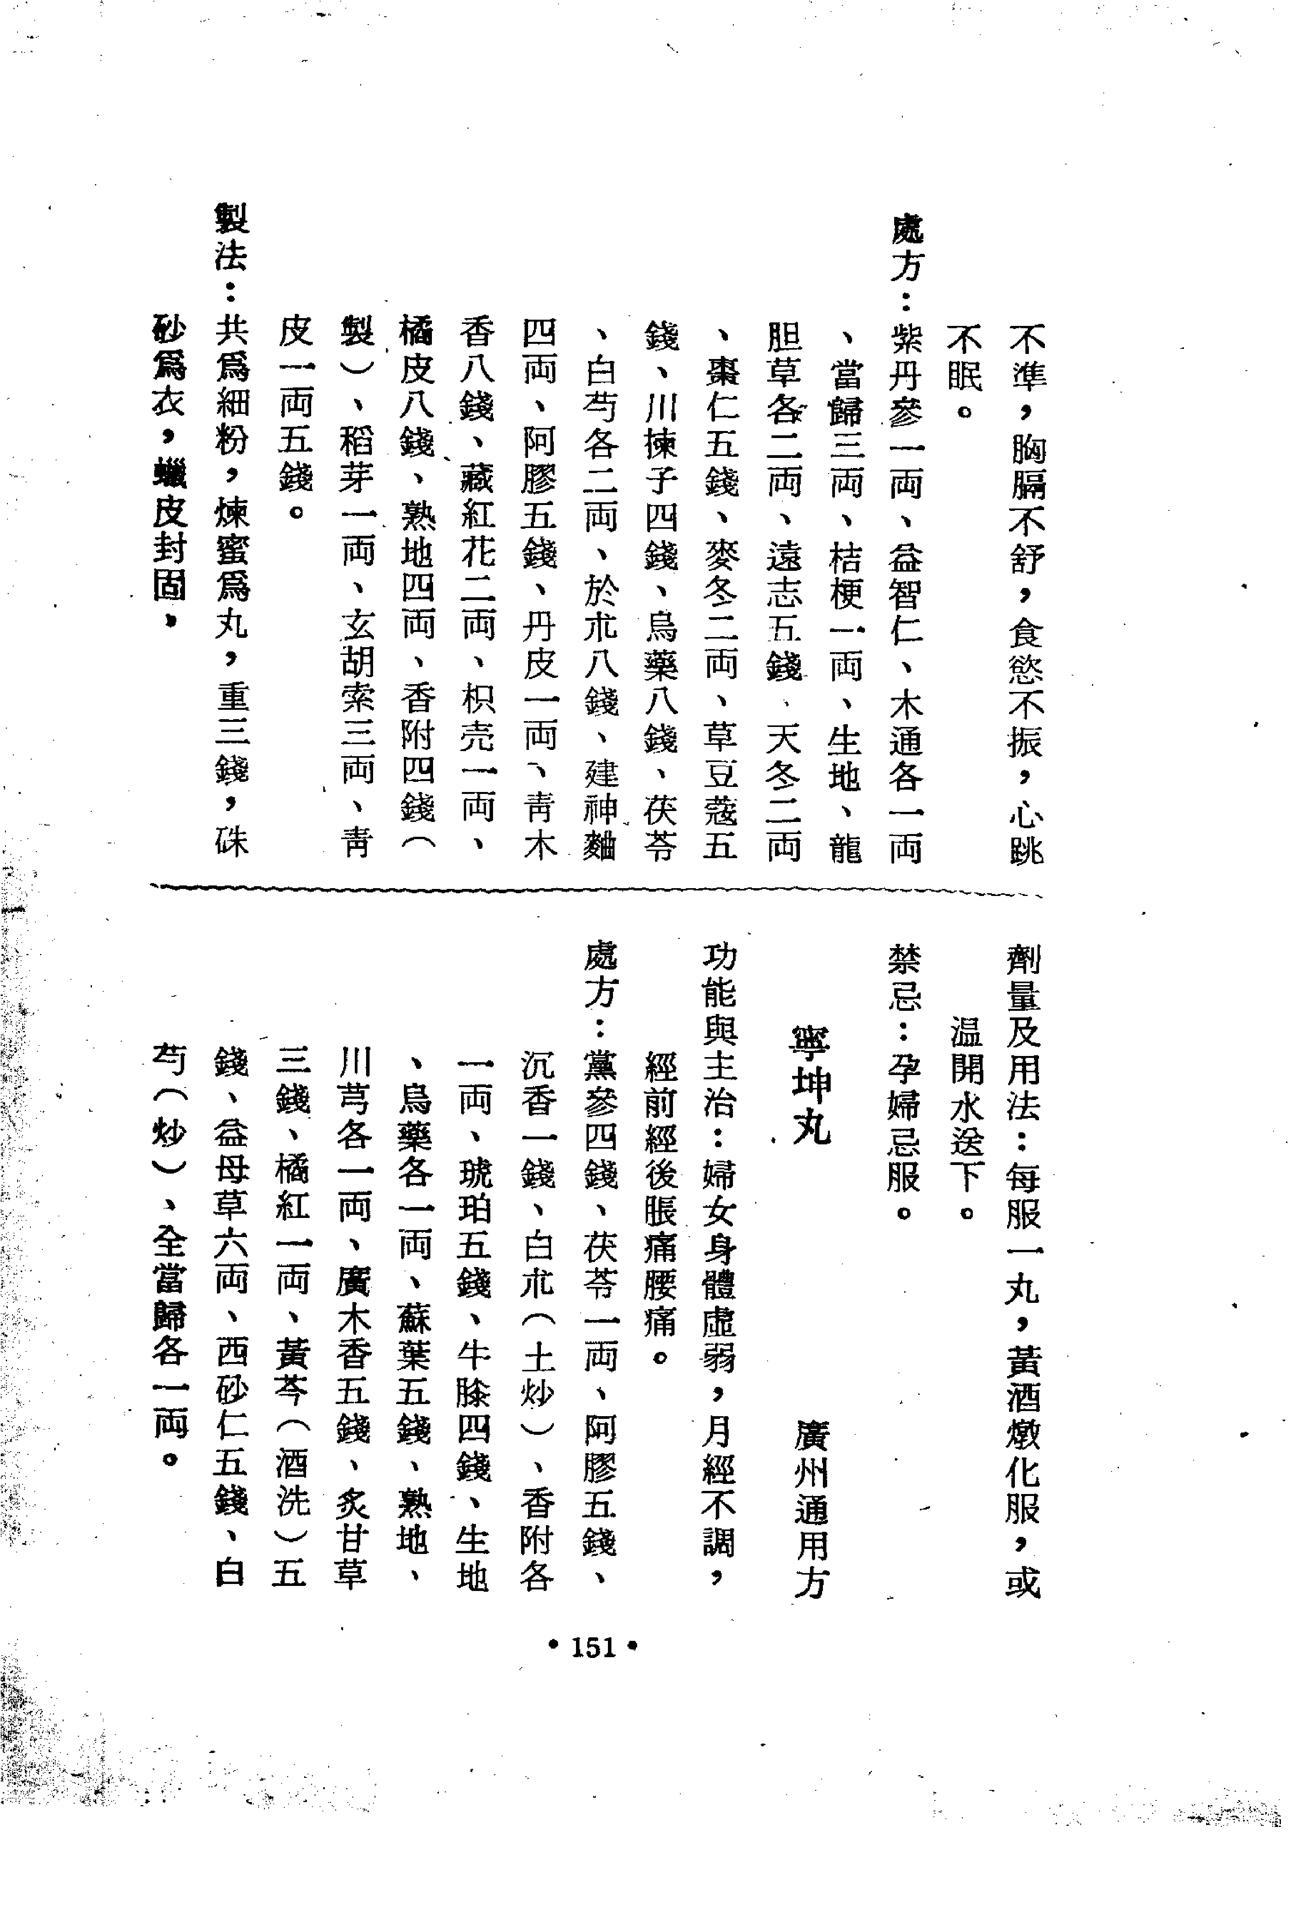 不準，胸膈不舒，食慾不振，心跳
不眠。
處方：紫丹參一両、益智仁、木通各一両
、當歸三両、桔梗一両、生地、龍
胆草各二両、遠志五錢、天冬二両
、棗仁五錢、麥冬二両、草豆蔻五
錢、川揀子四錢、烏藥八錢、茯苓
、白芍各二両、於朮八錢、建神麯
四両、阿膠五錢、丹皮一両、靑木
香八錢、藏紅花二両、枳壳一両、
橘皮八錢、熟地四両、香附四錢（
製）、稻芽一両、玄胡索三両、靑
皮一両五錢。
製法：共爲細粉，煉蜜爲丸，重三錢，硃
砂爲衣，蠟皮封固，
劑量及用法：每服一丸，黃酒燉化服，或
温開水送下。
禁忌：孕婦忌服。
寧坤丸 廣州通用方
功能與主治：婦女身體虛弱，月經不調，
經前經後脹痛腰痛。
處方：黨參四錢、茯苓一両、阿膠五錢、
沉香一錢、白朮（土炒）、香附各
一両、琥珀五錢、牛膝四錢、生地
、烏藥各一両、蘇葉五錢、熟地、
川芎各一両、廣木香五錢、炙甘草
三錢、橘紅一両、黃芩（酒洗）五
錢、益母草六両、西砂仁五錢、白
芍（炒）、全當歸各一両。
•151•